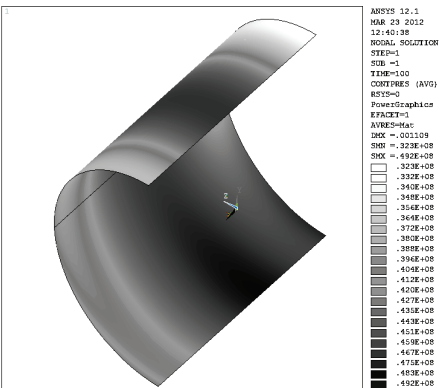 1
ANSYS 12.1
MAR 23 2012
12:40:38
NODAL SOLUTION
STEP=1
SUB =1
TIME=100
CONTPRES (AVG)
RSYS=0
PowerGraphics
EFACET=1
AVRES=Mat
DMX =.001109
SMN =.323E+08
SMX =.492E+08
.323E+08
.332E+08
.340E+08
.348E+08
.356E+08
.364E+08
.372E+08
.380E+08
.388E+08
.396E+08
.404E+08
.412E+08
.420E+08
.427E+08
.435E+08
.443E+08
.451E+08
.459E+08
.467E+08
.475E+08
.483E+08
.492E+08
Z